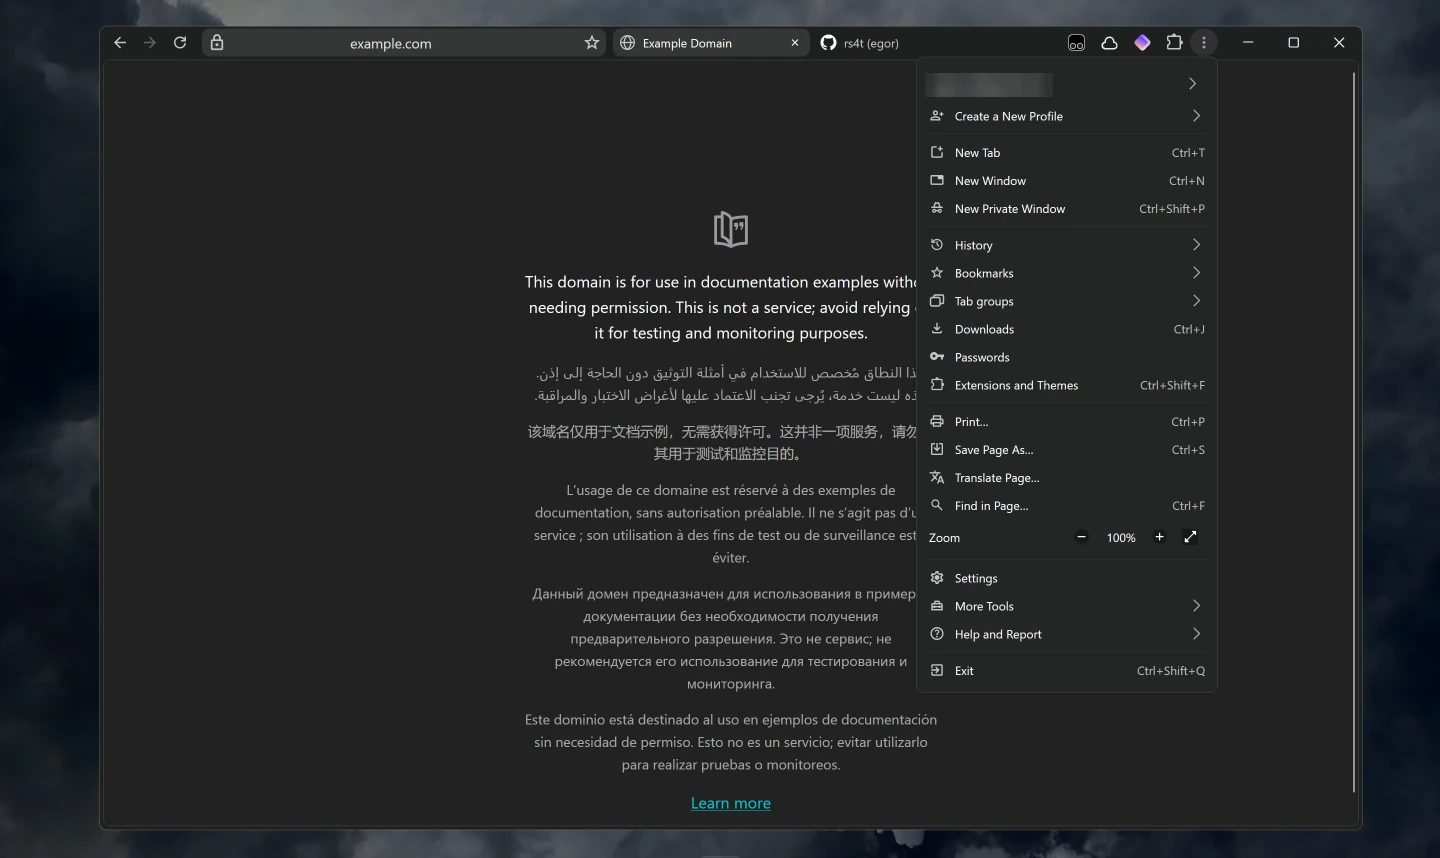 example.com
Example Domain
rs4t (egor)
Create a New Profile
New Tab Ctrl+T
New Window Ctrl+N
New Private Window Ctrl+Shift+P
History
Bookmarks
Tab groups
Downloads Ctrl+J
Passwords
Extensions and Themes Ctrl+Shift+F
Print... Ctrl+P
Save Page As... Ctrl+S
Translate Page...
Find in Page... Ctrl+F
Zoom 100%
Settings
More Tools
Help and Report
Exit Ctrl+Shift+Q
This domain is for use in documentation examples
needing permission. This is not a service; avoid relying
it for testing and monitoring purposes.
النطاق مُخصص للاستخدام في أمثلة التوثيق دون الحاجة إلى إذن.
ليست خدمة، يُرجى تجنب الاعتماد عليها لأغراض الاختبار والمراقبة.
该域名仅用于文档示例，无需获得许可。这并非一项服务，请勿
其用于测试和监控目的。
L'usage de ce domaine est réservé à des exemples de
documentation, sans autorisation préalable. Il ne s'agit pas
service ; son utilisation à des fins de test ou de surveillance est
éviter.
Данный домен предназначен для использования в
документации без необходимости получения
предварительного разрешения. Это не сервис; не
рекомендуется его использование для тестирования и
мониторинга.
Este dominio está destinado al uso en ejemplos de documentación
sin necesidad de permiso. Esto no es un servicio; evitar utilizarlo
para realizar pruebas o monitoreos.
Learn more